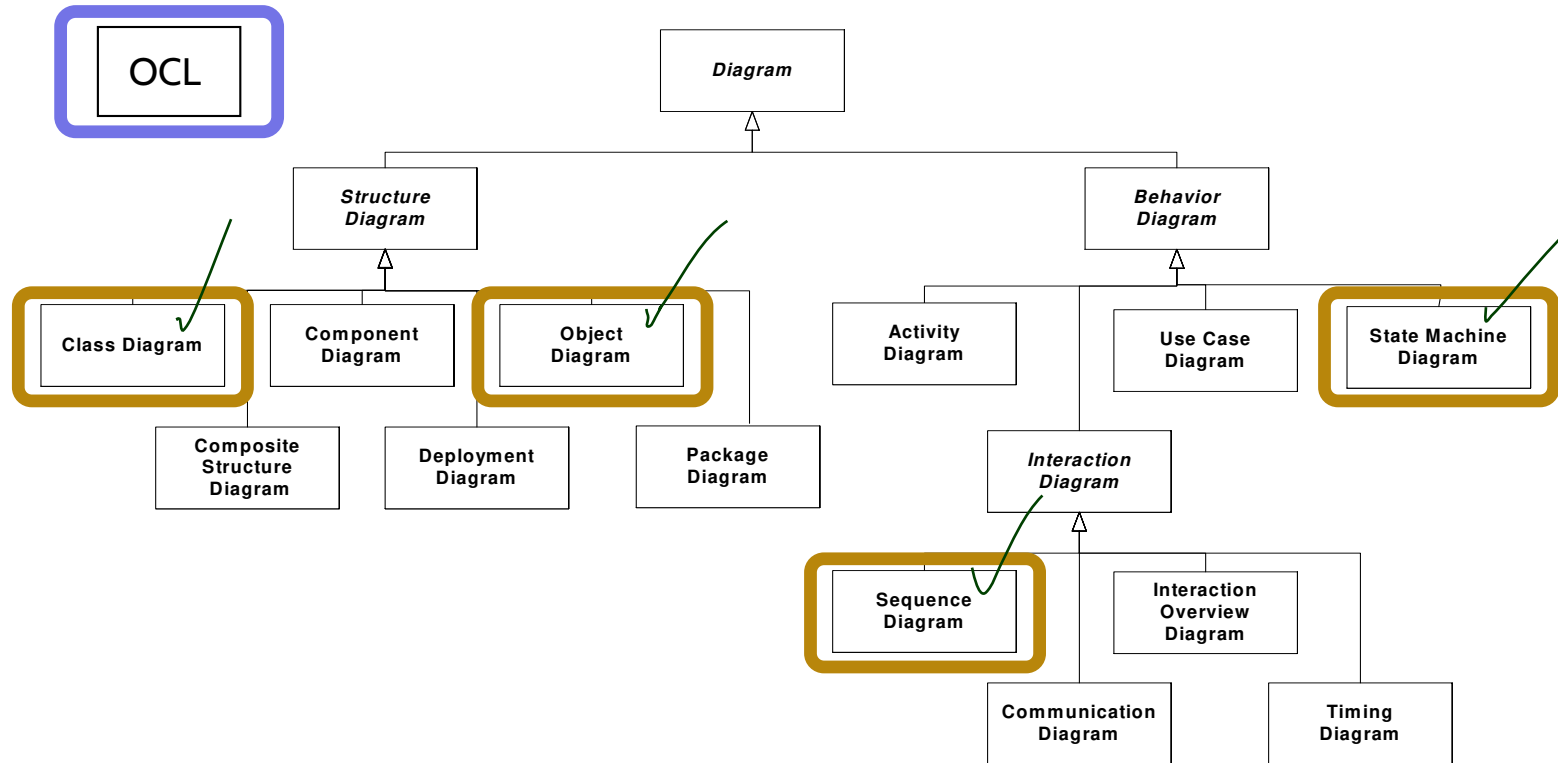 OCL
Diagram
Structure
Diagram
Behavior
Diagram
Class Diagram
Component
Diagram
Object
Diagram
Activity
Diagram
Use Case
Diagram
State Machine
Diagram
Composite
Structure
Diagram
Deployment
Diagram
Package
Diagram
Interaction
Diagram
Sequence
Diagram
Interaction
Overview
Diagram
Communication
Diagram
Timing
Diagram